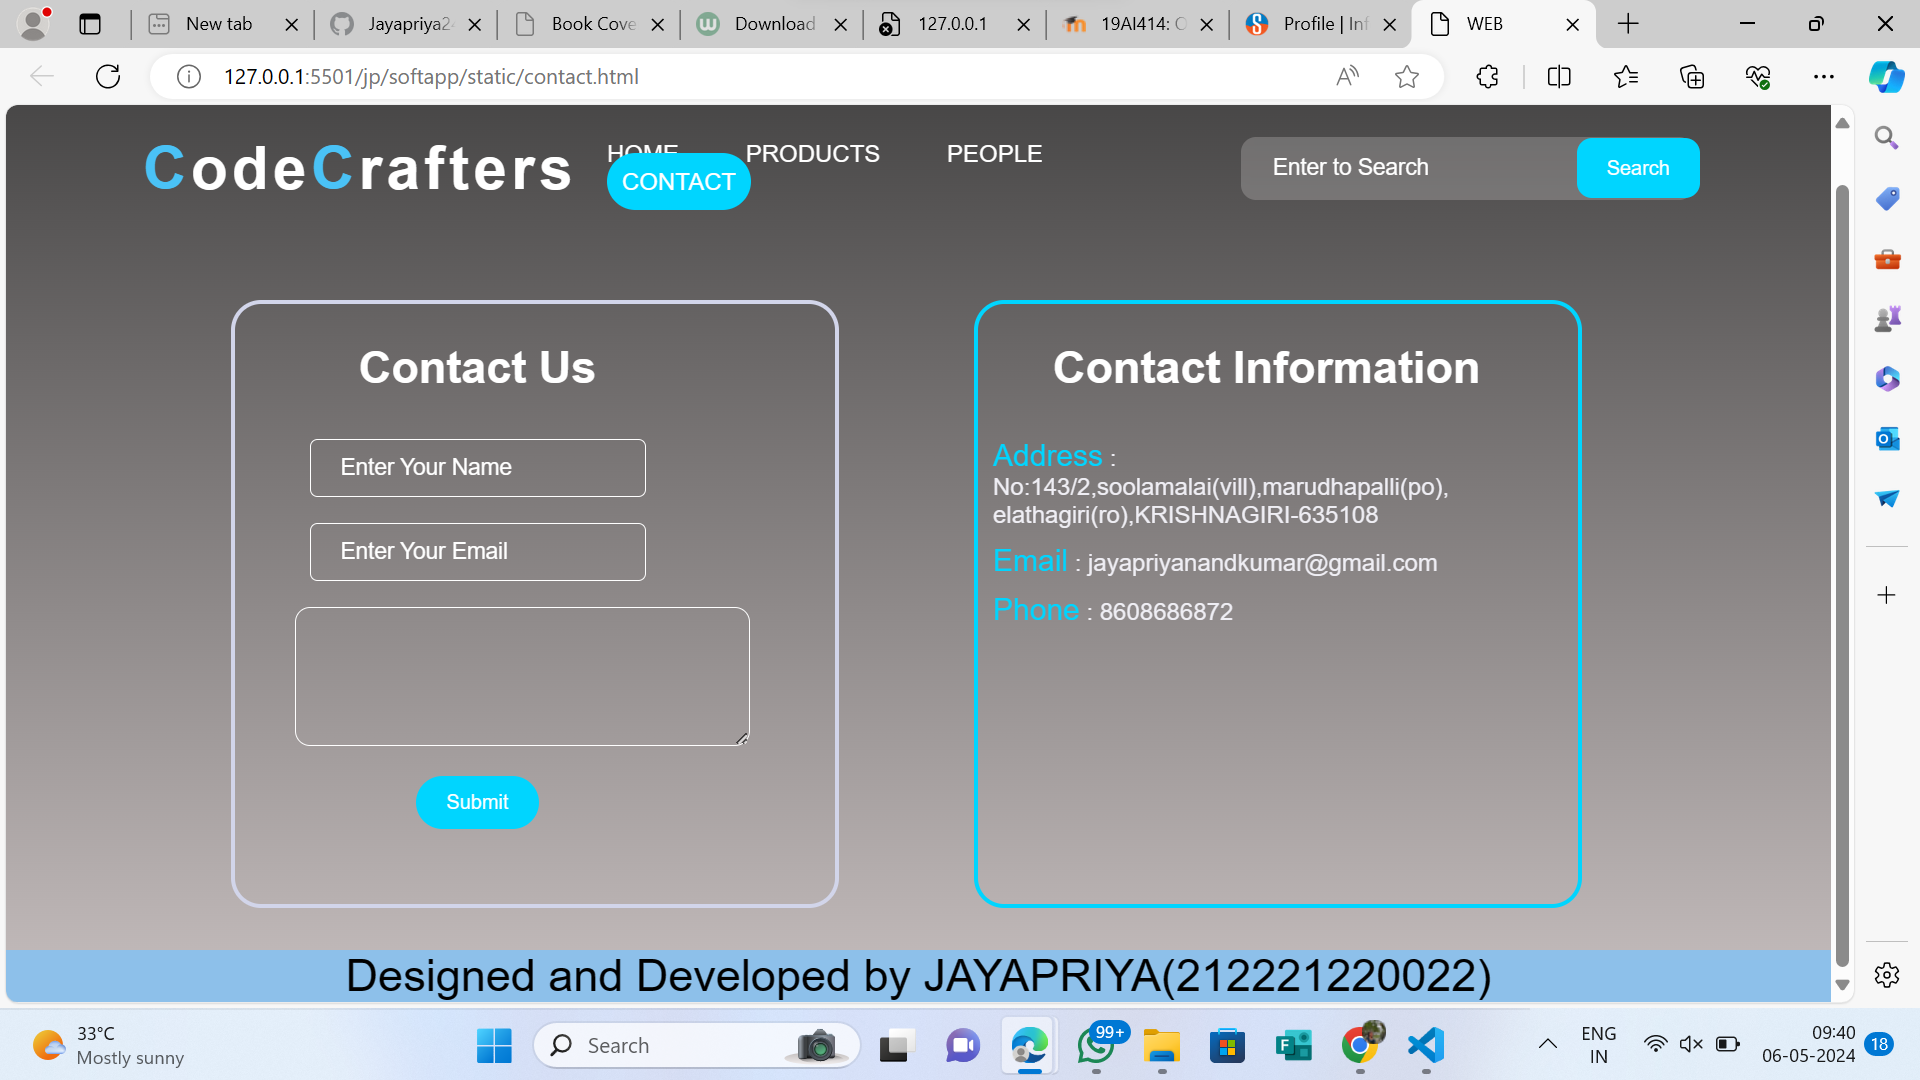 New tab
Jayapriya2
Book Cove
Download
127.0.0.1
19AI414: O
Profile | Inf
WEB
127.0.0.1:5501/jp/softapp/static/contact.html
CodeCrafters
HOME PRODUCTS PEOPLE
CONTACT
Enter to Search
Search
Contact Us
Enter Your Name
Enter Your Email
Submit
Contact Information
Address :
No:143/2,soolamalai(vill),marudhapalli(po),
elathagiri(ro),KRISHNAGIRI-635108
Email : jayapriyanandkumar@gmail.com
Phone : 8608686872
Designed and Developed by JAYAPRIYA(212221220022)
33°C
Mostly sunny
Search
99+
ENG
IN
09:40
06-05-2024
18